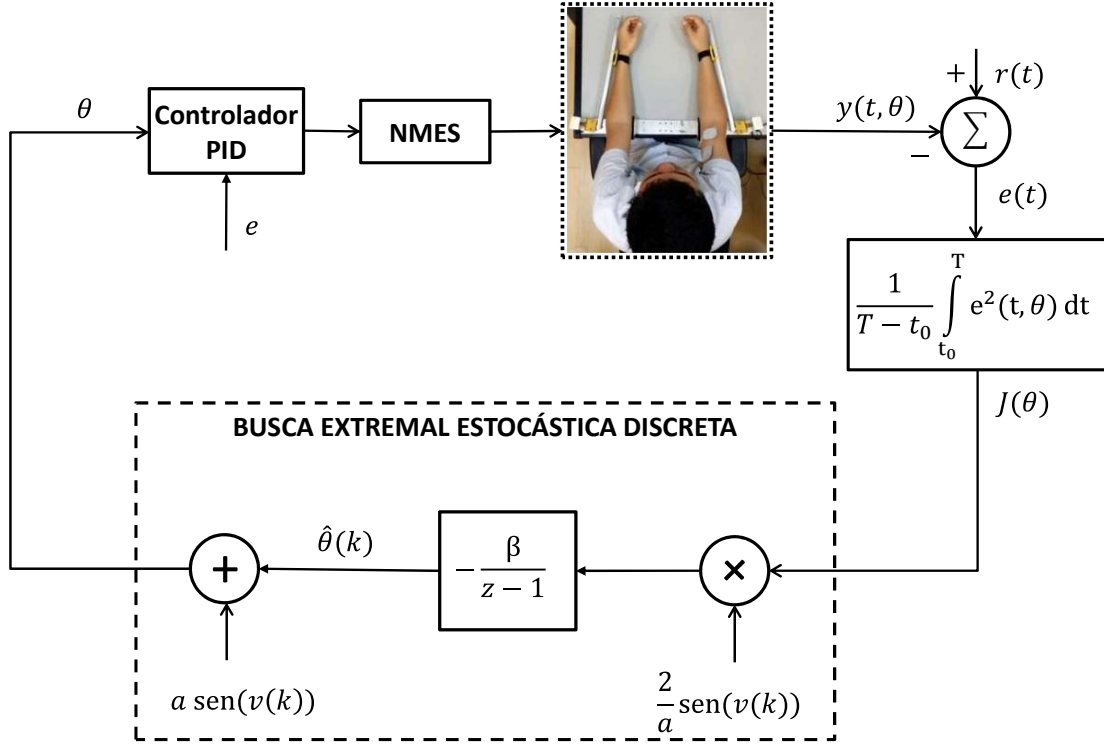 θ
Controlador
PID
NMES
e
y(t, θ)
+
r(t)
−
∑
e(t)
1/(T − t₀) ∫_{t₀}^{T} e²(t, θ) dt
J(θ)
BUSCA EXTREMAL ESTOCÁSTICA DISCRETA
θ̂(k)
+
− β/(z − 1)
×
a sen(v(k))
2/a sen(v(k))